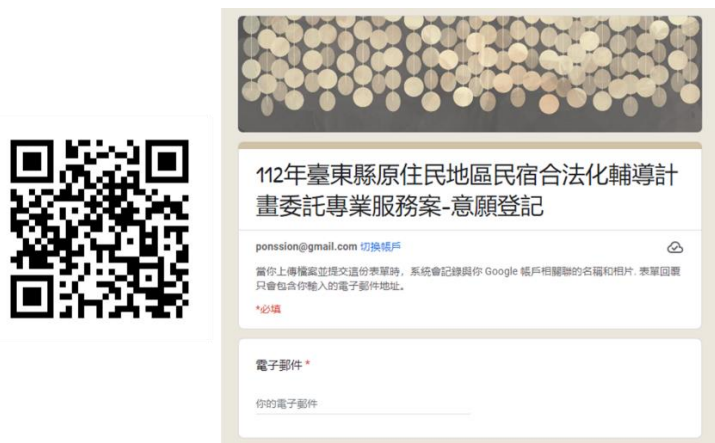 112年臺東縣原住民地區民宿合法化輔導計
畫委託專業服務案-意願登記
ponssion@gmail.com 切換帳戶
當你上傳檔案並提交這份表單時，系統會記錄與你 Google 帳戶相關聯的名稱和相片. 表單回覆
只會包含你輸入的電子郵件地址。
*必填
電子郵件 *
你的電子郵件